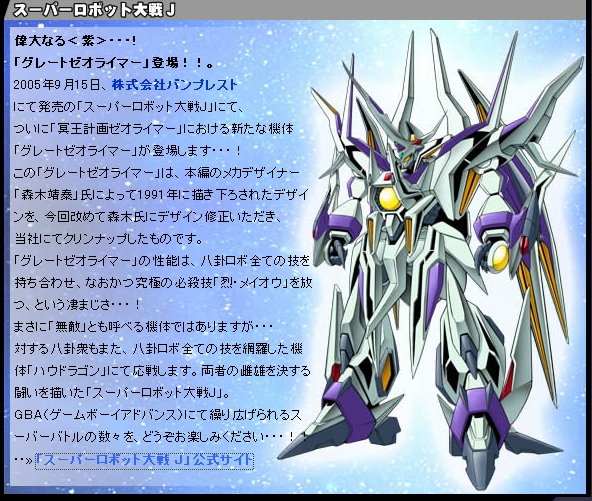 スーパーロボット大戦J
偉大なる＜紫＞･･･!
「グレートゼオライマー」登場！！。
2005年9月15日、株式会社バンプレスト
にて発売の「スーパーロボット大戦J」にて、
ついに「冥王計画ゼオライマー」における新たな機体
「グレートゼオライマー」が登場します･･･！
この「グレートゼオライマー」は、本編のメカデザイナー
「森木靖泰」氏によって1991年に描き下ろされたデザイ
ンを、今回改めて森木氏にデザイン修正いただき、
当社にてクリンナップしたものです。
「グレートゼオライマー」の性能は、八卦ロボ全ての技を
持ち合わせ、なおかつ究極の必殺技「烈･メイオウ」を放
つ、という凄まじさ･･･！
まさに「無敵」とも呼べる機体ではありますが･･･
対する八卦衆もまた、八卦ロボ全ての技を網羅した機
体「ハウドラゴン」にて応戦します。両者の雌雄を決する
闘いを描いた「スーパーロボット大戦J」。
GBA(ゲームボーイアドバンス)にて繰り広げられるス
ーパーバトルの数々を、どうぞお楽しみください･･･！！
･･»「スーパーロボット大戦 J」公式サイト